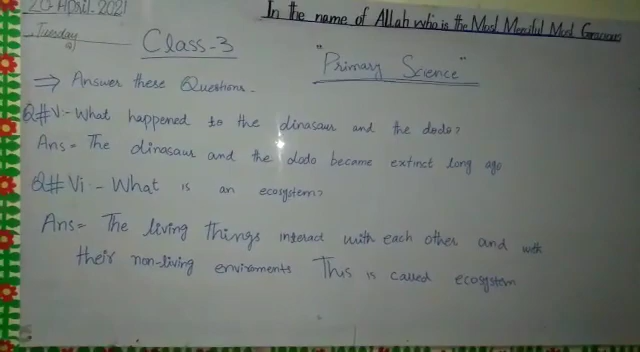 20-April-2021
In the name of Allah who is the Most Merciful Most Gracious
Tuesday
Class-3
"Primary Science"
⇒ Answer these Questions.
Q#V:- What happened to the dinasaur and the dodo?
Ans = The dinasaur and the dodo became extinct long ago
Q#Vi:- What is an ecosystem?
Ans= The living things interact with each other and with
their non-living enviroments This is called ecosystem